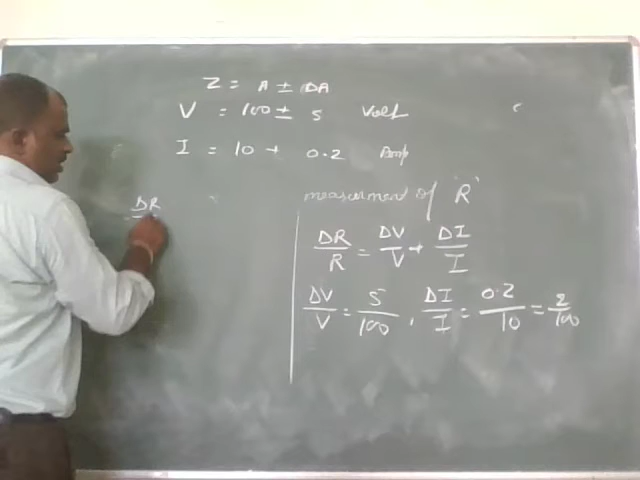 Z = A ± ΔA
V = 100 ± 5 Volt
I = 10 + 0.2 Amp
measurment of "R"
ΔR/R = ΔV/V + ΔI/I
ΔV/V = 5/100, ΔI/I = 0.2/10 = 2/100
ΔR